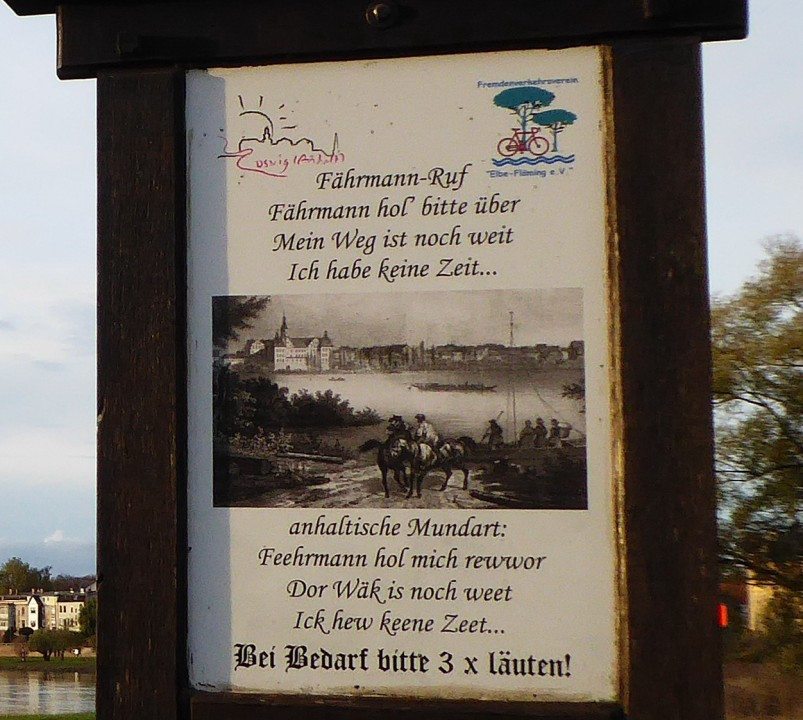 Fremdenverkehrsverein
"Elbe-Fläming e.V."
Fährmann-Ruf
Fährmann hol' bitte über
Mein Weg ist noch weit
Ich habe keine Zeit...
anhaltische Mundart:
Feehrmann hol mich rewwor
Dor Wäk is noch weet
Ick hew keene Zeet...
Bei Bedarf bitte 3 x läuten!